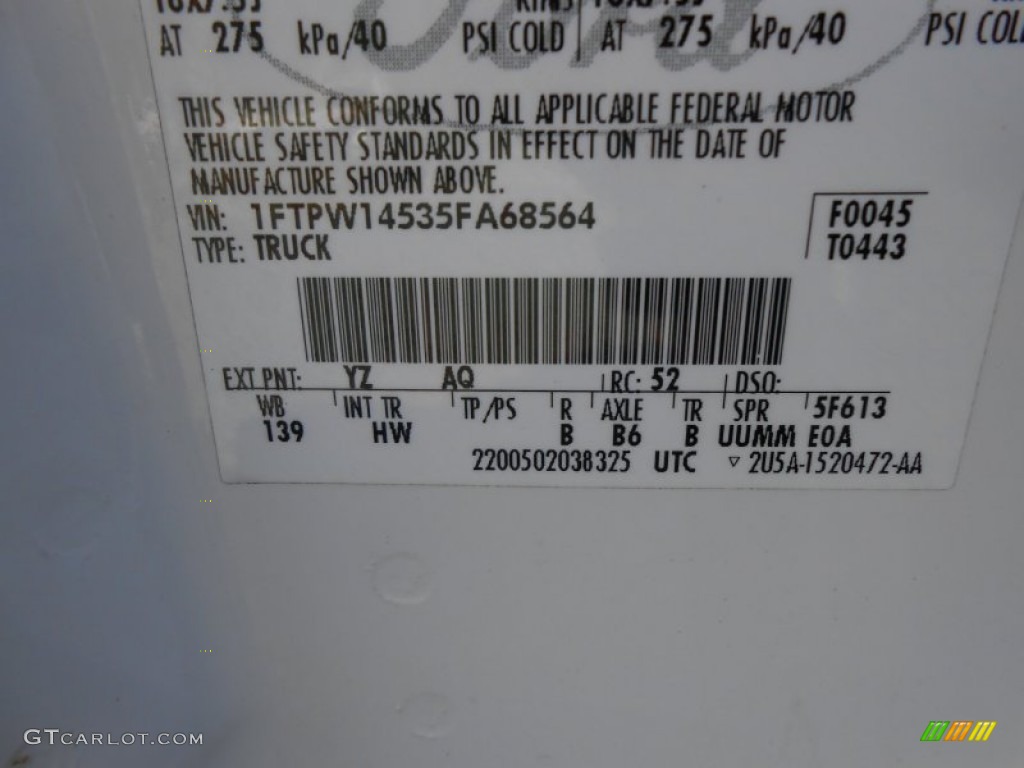 AT 275 kPa/40 PSI COLD AT 275 kPa/40 PSI COLD
THIS VEHICLE CONFORMS TO ALL APPLICABLE FEDERAL MOTOR
VEHICLE SAFETY STANDARDS IN EFFECT ON THE DATE OF
MANUFACTURE SHOWN ABOVE.
VIN: 1FTPW14535FA68564 F0045
TYPE: TRUCK T0443
EXT PNT: YZ AQ RC: 52 DSO:
WB INT TR TP/PS R AXLE TR SPR 5F613
139 HW B B6 B UUMM E0A
2200502038325 UTC ▽ 2U5A-1520472-AA
GTCARLOT.COM